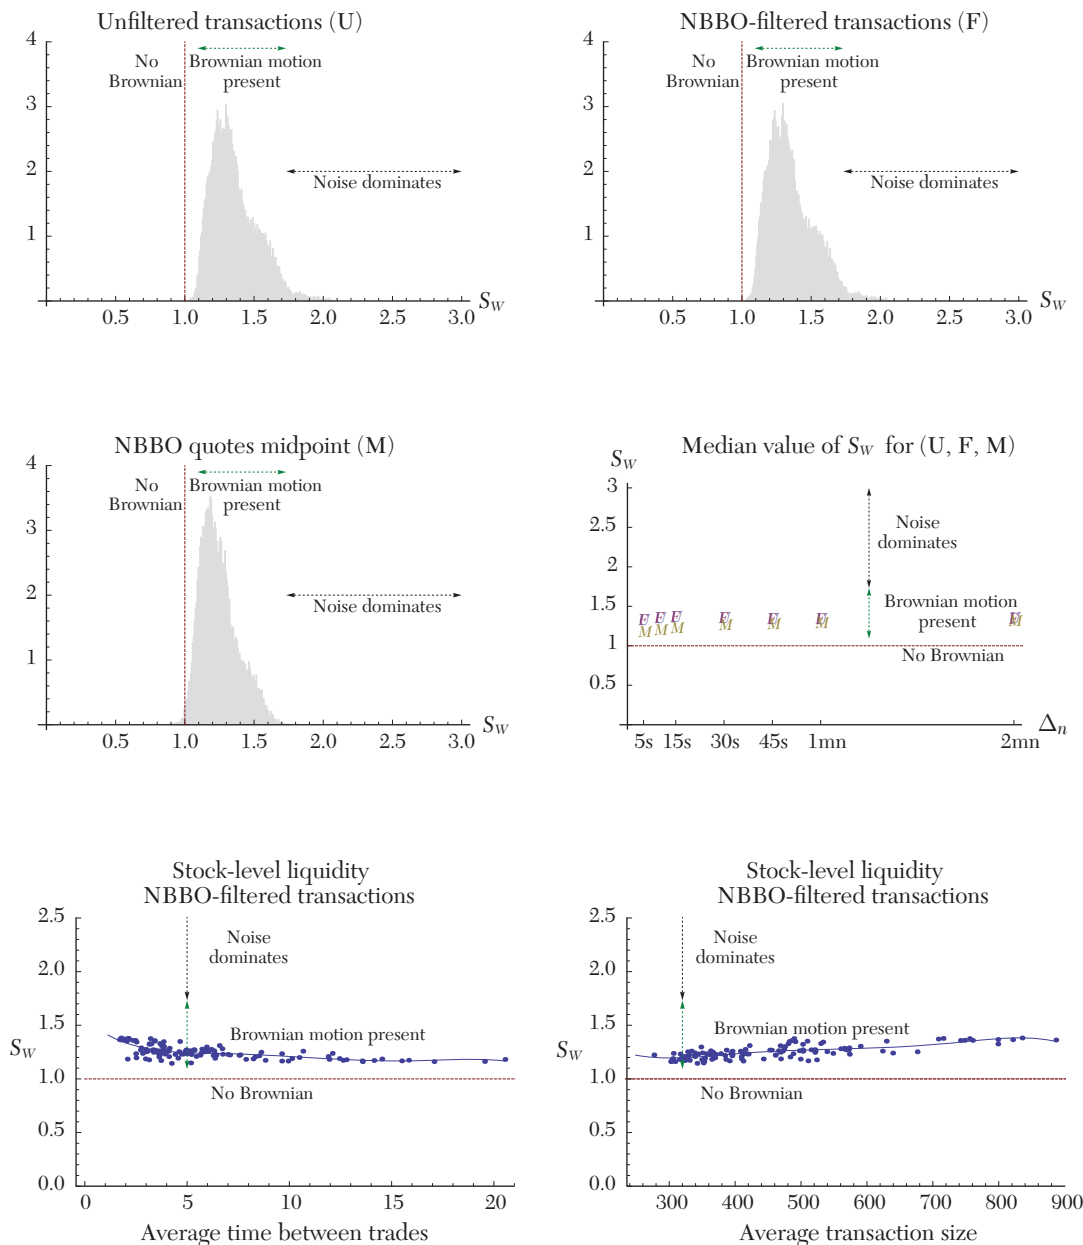 Unfiltered transactions (U)
4
3
2
1
No
Brownian
Brownian motion
present
Noise dominates
0.5 1.0 1.5 2.0 2.5 3.0
S_W
NBBO-filtered transactions (F)
4
3
2
1
No
Brownian
Brownian motion
present
Noise dominates
0.5 1.0 1.5 2.0 2.5 3.0
S_W
NBBO quotes midpoint (M)
4
3
2
1
No
Brownian
Brownian motion
present
Noise dominates
0.5 1.0 1.5 2.0 2.5 3.0
S_W
Median value of S_W for (U, F, M)
S_W
3
2.5
2
1.5
1
0.5
Noise
dominates
Brownian motion
present
F F F F F F F
M M M M M M M
No Brownian
5s 15s 30s 45s 1mn 2mn
Δ_n
Stock-level liquidity
NBBO-filtered transactions
2.5
2.0
1.5
1.0
0.5
0.0
S_W
Noise
dominates
Brownian motion present
No Brownian
0 5 10 15 20
Average time between trades
Stock-level liquidity
NBBO-filtered transactions
2.5
2.0
1.5
1.0
0.5
0.0
S_W
Noise
dominates
Brownian motion present
No Brownian
300 400 500 600 700 800 900
Average transaction size